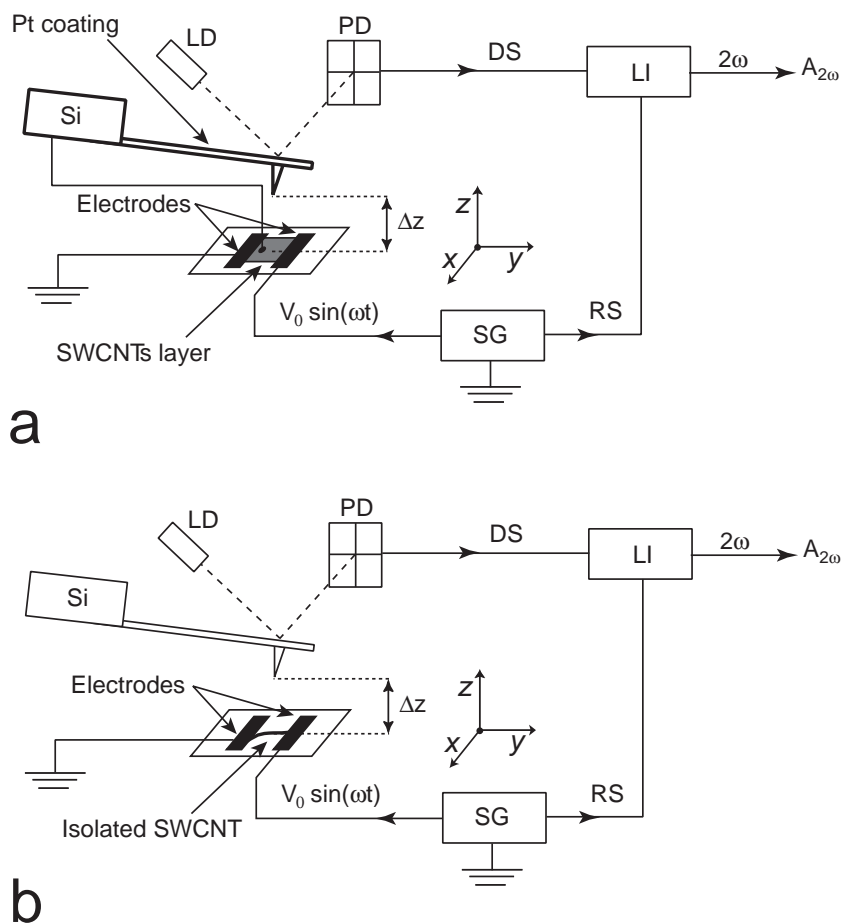 Pt coating
LD
PD
DS
LI
2ω
A2ω
Si
Electrodes
Δz
z
x
y
V0 sin(ωt)
SG
RS
SWCNTs layer
a
LD
PD
DS
LI
2ω
A2ω
Si
Electrodes
Δz
z
x
y
V0 sin(ωt)
SG
RS
Isolated SWCNT
b